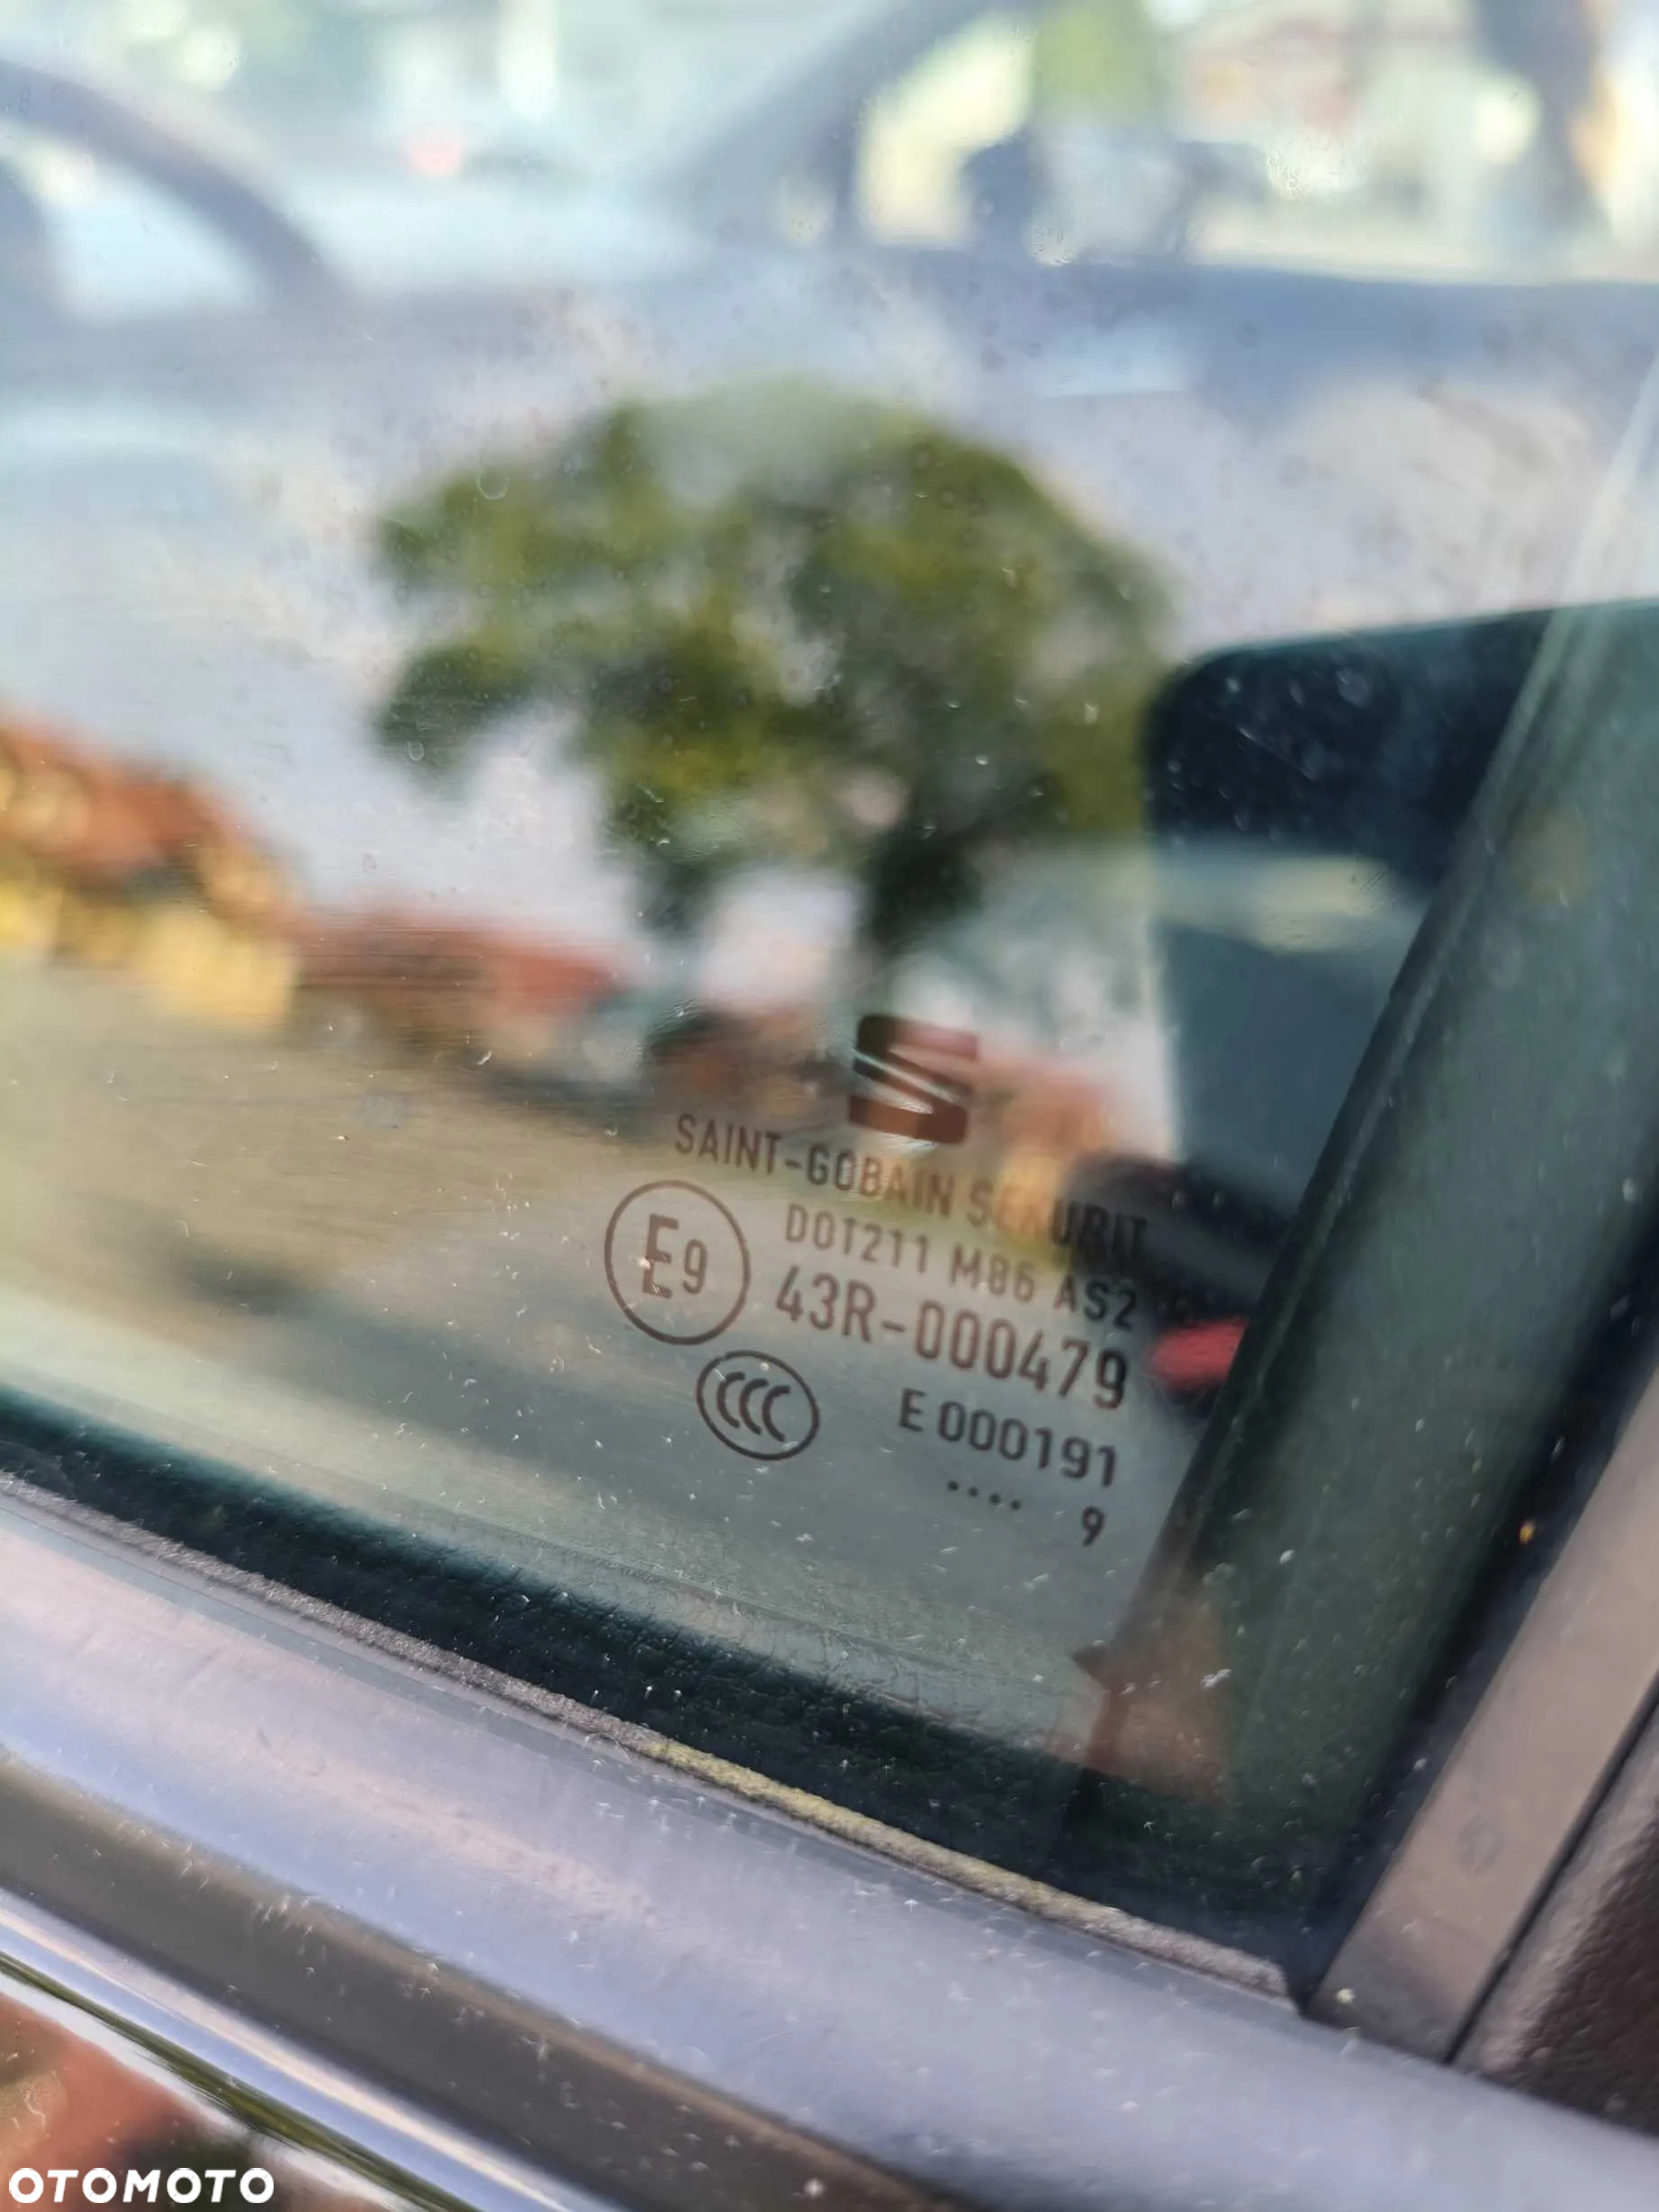 SAINT-GOBAIN SEKURIT
E9
DOT211 M86 AS2
43R-000479
CCC
E000191
.... 9
OTOMOTO